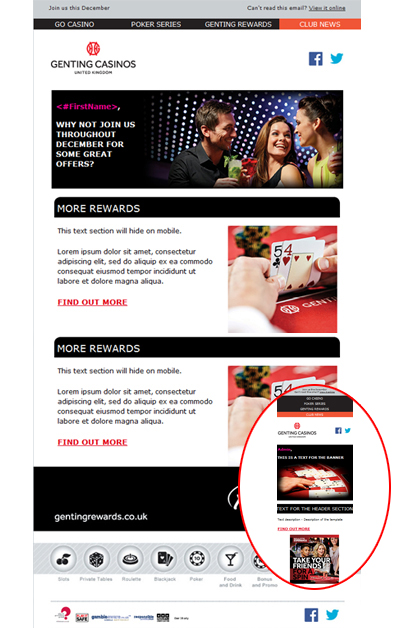 Join us this December
Can't read this email? View it online
GO CASINO
POKER SERIES
GENTING REWARDS
CLUB NEWS
GENTING CASINOS
UNITED KINGDOM
<#FirstName>,
WHY NOT JOIN US
THROUGHOUT
DECEMBER FOR
SOME GREAT
OFFERS?
MORE REWARDS
This text section will hide on mobile.
Lorem ipsum dolor sit amet, consectetur
adipiscing elit, sed do aliquip ex ea commodo
consequat eiusmod tempor incididunt ut
labore et dolore magna aliqua.
FIND OUT MORE
5 4
GENTING
MORE REWARDS
This text section will hide on mobile.
Lorem ipsum dolor sit amet, consectetur
adipiscing elit, sed do aliquip ex ea commodo
consequat eiusmod tempor incididunt ut
labore et dolore magna aliqua.
FIND OUT MORE
5 4
gentingrewards.co.uk
GO CASINO
POKER SERIES
GENTING REWARDS
CLUB NEWS
GENTING CASINOS
THIS IS A TEXT FOR THE BANNER
TEXT FOR THE HEADER SECTION
Text description - Description of the template
FIND OUT MORE
TAKE YOUR
FRIENDS
Slots
Private Tables
Roulette
Blackjack
Poker
Food
and Drink
Bonus
and Promo